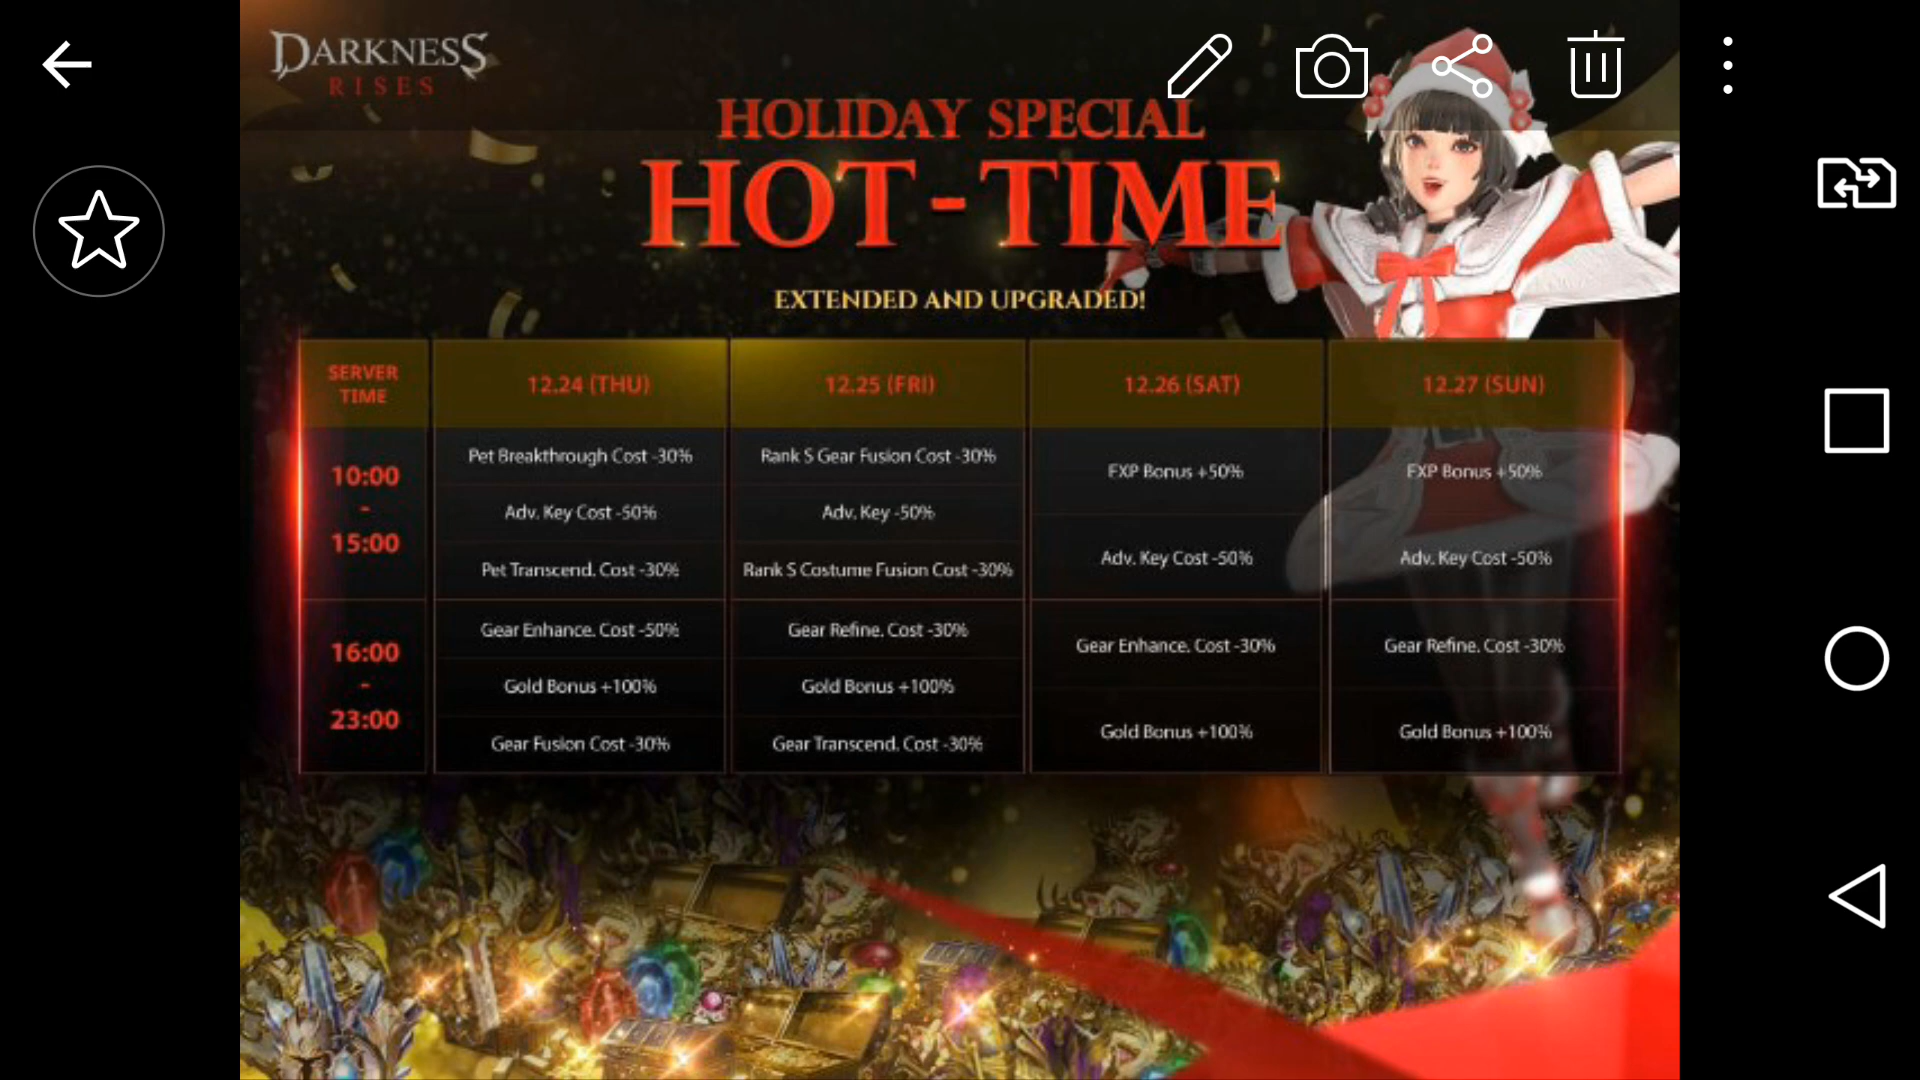 DARKNESS
RISES
HOLIDAY SPECIAL
HOT-TIME
EXTENDED AND UPGRADED!
SERVER TIME
12.24 (THU)
12.25 (FRI)
12.26 (SAT)
12.27 (SUN)
10:00
-
15:00
Pet Breakthrough Cost -30%
Adv. Key Cost -50%
Pet Transcend. Cost -30%
Rank S Gear Fusion Cost -30%
Adv. Key -50%
Rank S Costume Fusion Cost -30%
EXP Bonus +50%
Adv. Key Cost -50%
EXP Bonus +50%
Adv. Key Cost -50%
16:00
-
23:00
Gear Enhance. Cost -50%
Gold Bonus +100%
Gear Fusion Cost -30%
Gear Refine. Cost -30%
Gold Bonus +100%
Gear Transcend. Cost -30%
Gear Enhance. Cost -30%
Gold Bonus +100%
Gear Refine. Cost -30%
Gold Bonus +100%